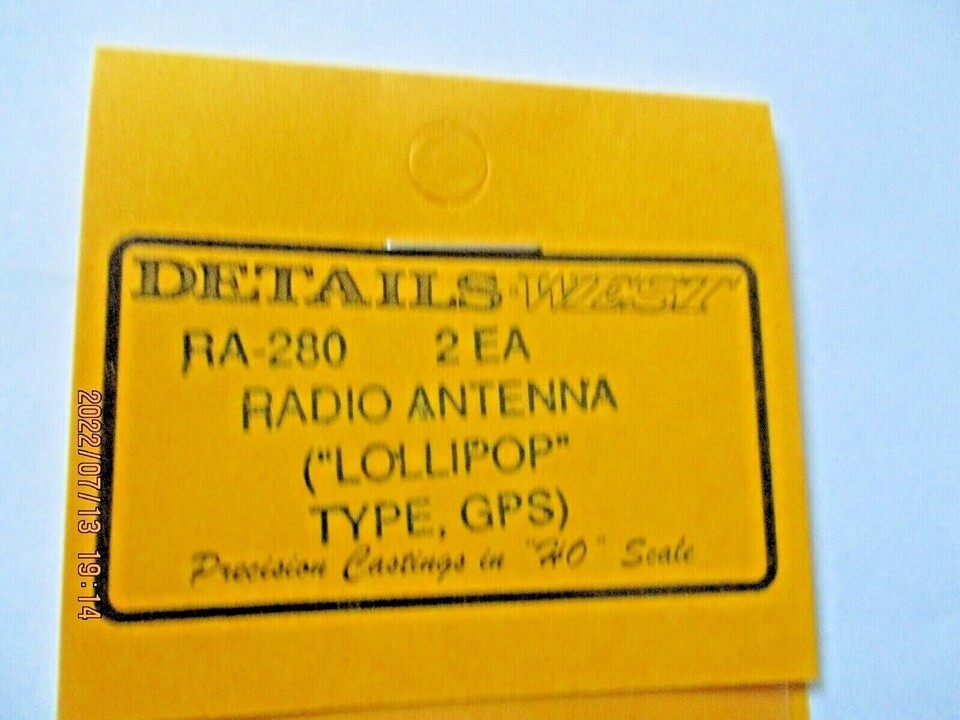 DETAILS-WEST
RA-280 2 EA
RADIO ANTENNA
("LOLLIPOP"
TYPE, GPS)
Precision Castings in "HO" Scale
2022/07/13 19:14